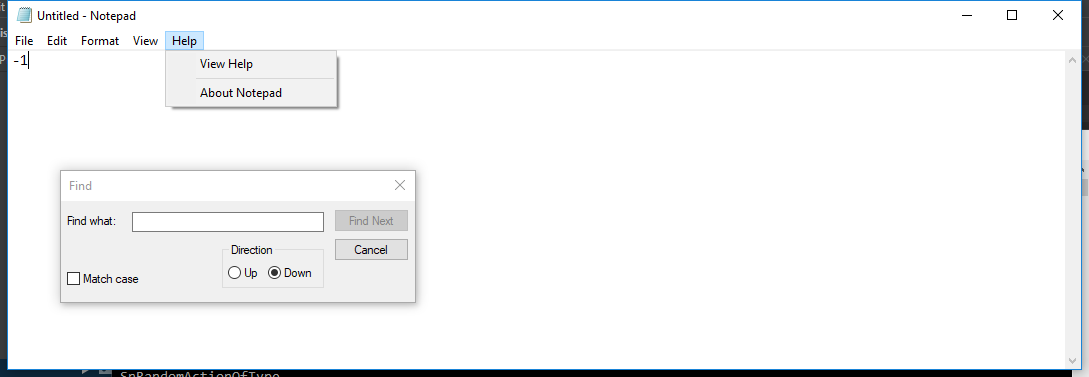 Untitled - Notepad
File Edit Format View Help
-1
View Help
About Notepad
Find
Find what:
Find Next
Direction
Cancel
Up Down
Match case
SnRandomActionOfType